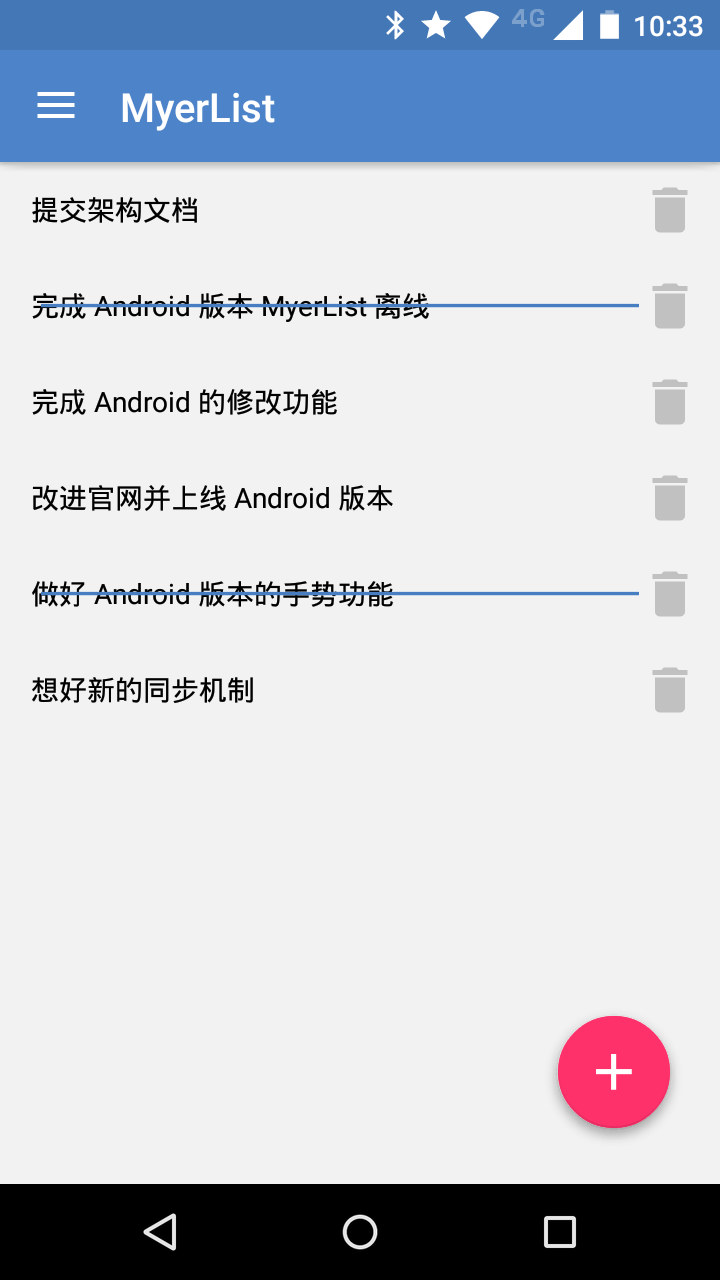 4G 10:33
MyerList
提交架构文档
完成 Android 版本 MyerList 离线
完成 Android 的修改功能
改进官网并上线 Android 版本
做好 Android 版本的手势功能
想好新的同步机制